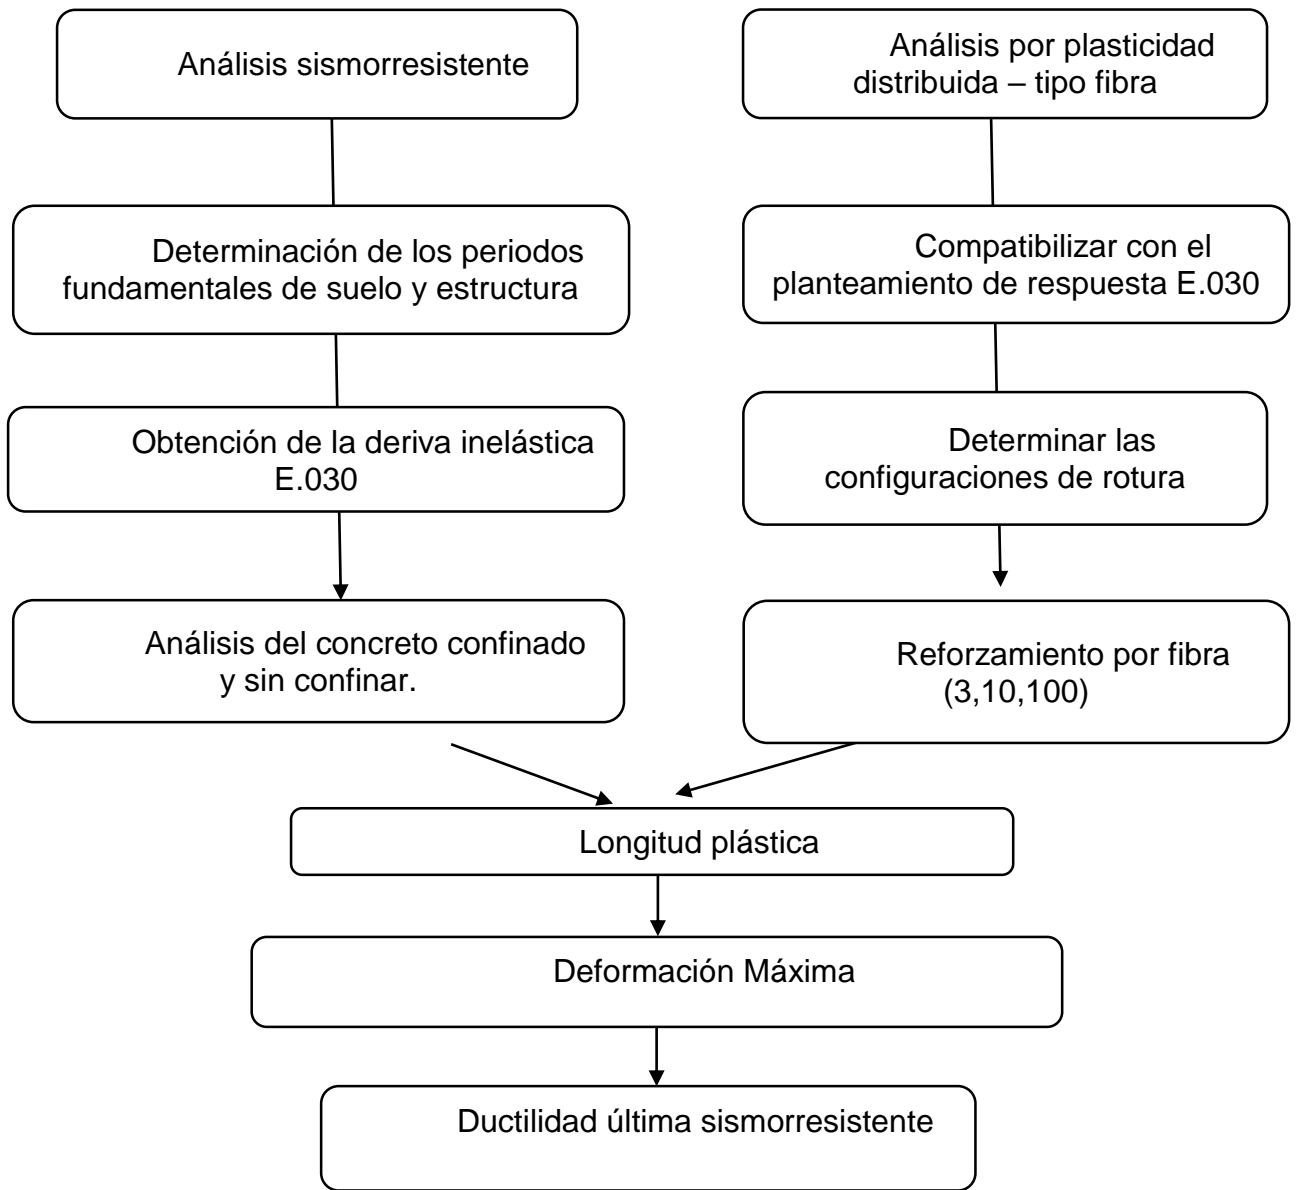 Análisis sismorresistente
Análisis por plasticidad
distribuida – tipo fibra
Determinación de los periodos
fundamentales de suelo y estructura
Compatibilizar con el
planteamiento de respuesta E.030
Obtención de la deriva inelástica
E.030
Determinar las
configuraciones de rotura
Análisis del concreto confinado
y sin confinar.
Reforzamiento por fibra
(3,10,100)
Longitud plástica
Deformación Máxima
Ductilidad última sismorresistente